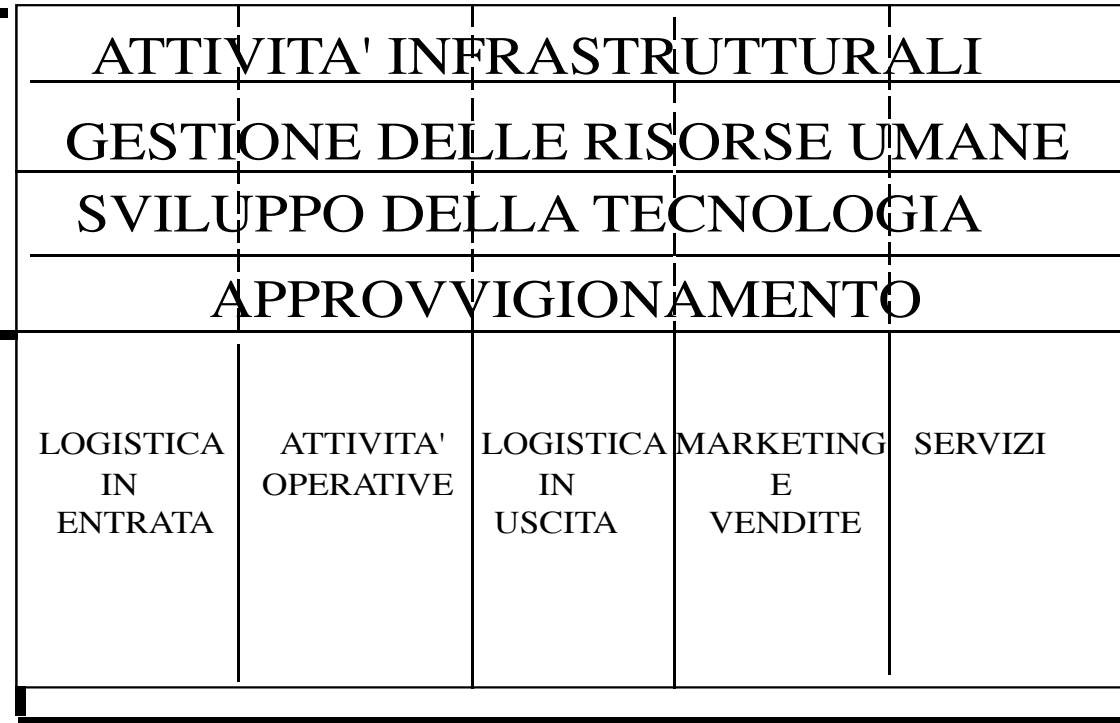 ATTIVITA' INFRASTRUTTURALI
GESTIONE DELLE RISORSE UMANE
SVILUPPO DELLA TECNOLOGIA
APPROVVIGIONAMENTO
LOGISTICA
IN
ENTRATA
ATTIVITA'
OPERATIVE
LOGISTICA
IN
USCITA
MARKETING
E
VENDITE
SERVIZI